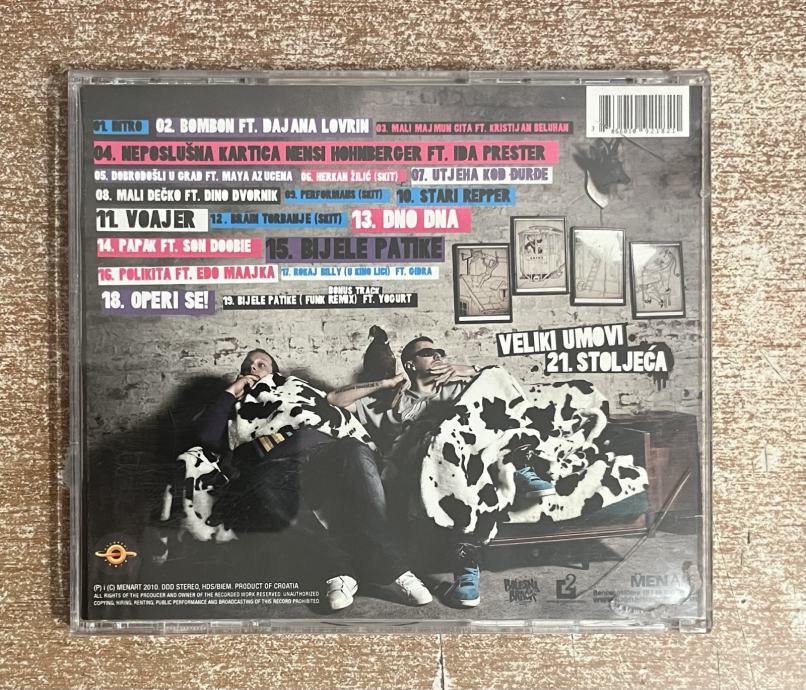 01. INTRO 02. BOMBON FT. DAJANA LOVRIN 03. MALI MAJMUN CITA FT. KRISTIJAN BELUHAN
04. NEPOSLUŠNA KARTICA NENSI HOHNBERGER FT. IDA PRESTER
05. DOBRODOŠLI U GRAD FT. MAYA AZUCENA 06. HERKAN ŽILIĆ (SKIT) 07. UTJEHA KOD ĐURĐE
08. MALI DEČKO FT. DINO DVORNIK 09. PERFORMANS (SKIT) 10. STARI REPPER
11. VOAJER 12. BRAIN TORBANJE (SKIT) 13. DNO DNA
14. PAPAK FT. SON DOOBIE 15. BIJELE PATIKE
16. POLIKITA FT. EDO MAAJKA 17. ROKAJ BILLY (U KINO LICI) FT. GIDRA
BONUS TRACK
18. OPERI SE! 19. BIJELE PATIKE ( FUNK REMIX) FT. YOGURT
VELIKI UMOVI
21. STOLJEĆA
(P) i (C) MENART 2010. DDD STEREO, HDS/BIEM. PRODUCT OF CROATIA
ALL RIGHTS OF THE PRODUCER AND OWNER OF THE RECORDED WORK RESERVED. UNAUTHORIZED
COPYING, HIRING, RENTING, PUBLIC PERFORMANCE AND BROADCASTING OF THIS RECORD PROHIBITED.